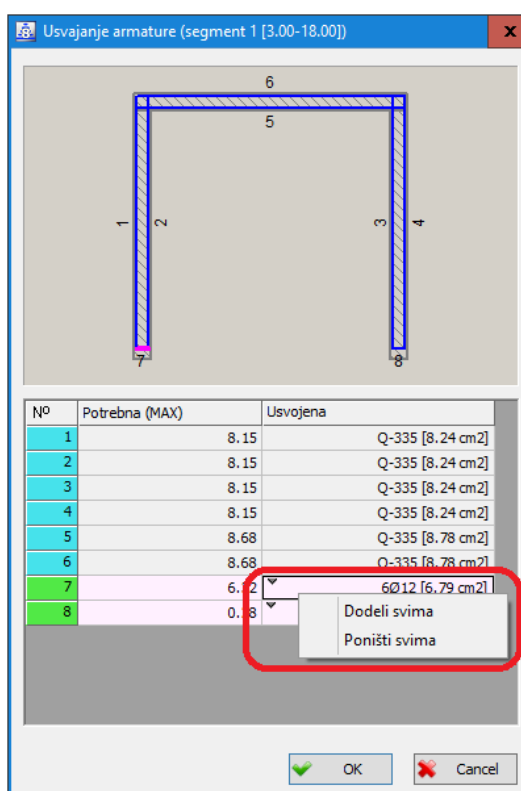 Usvajanje armature (segment 1 [3.00-18.00])
x
6
5
1
2
3
4
7
8
Nº Potrebna (MAX) Usvojena
1 8.15 Q-335 [8.24 cm2]
2 8.15 Q-335 [8.24 cm2]
3 8.15 Q-335 [8.24 cm2]
4 8.15 Q-335 [8.24 cm2]
5 8.68 Q-335 [8.78 cm2]
6 8.68 Q-335 [8.78 cm2]
7 6Ø12 [6.79 cm2]
8
Dodeli svima
Poništi svima
OK Cancel